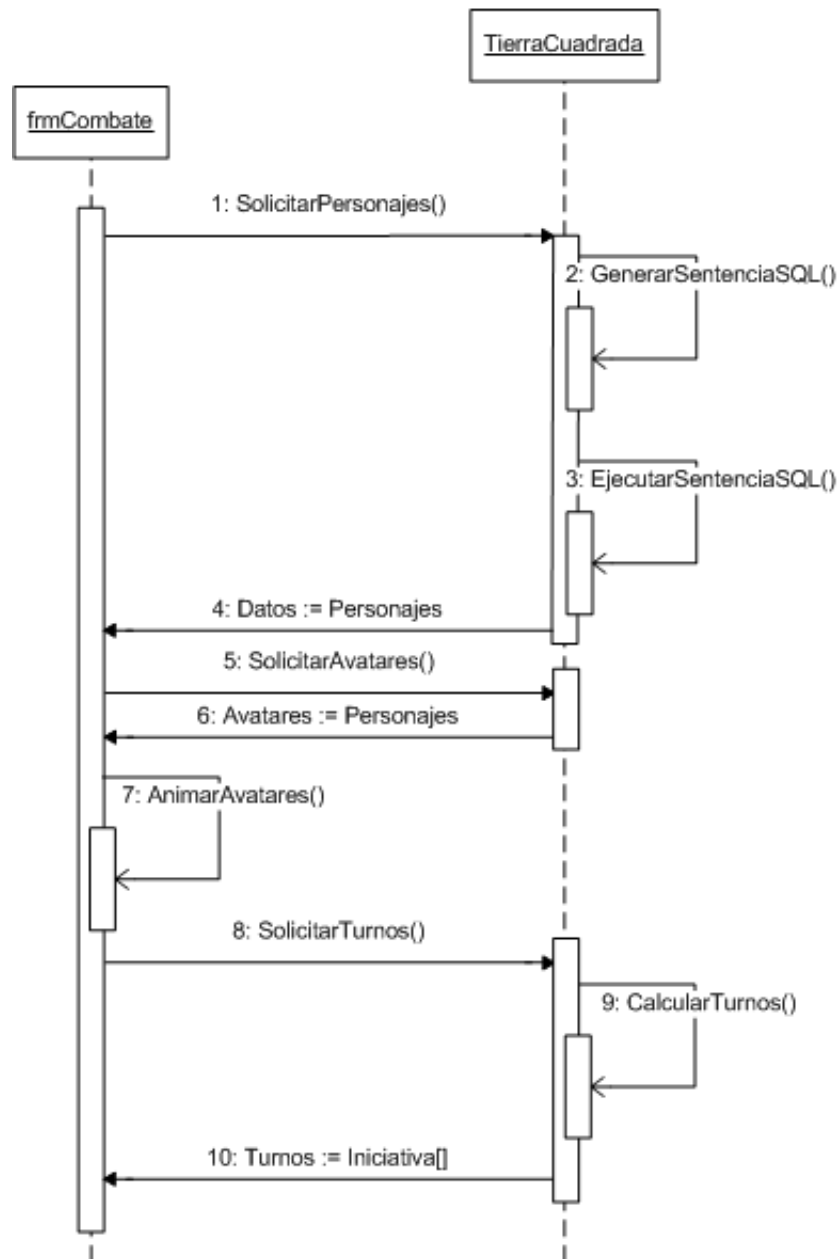 TierraCuadrada
frmCombate
1: SolicitarPersonajes()
2: GenerarSentenciaSQL()
3: EjecutarSentenciaSQL()
4: Datos := Personajes
5: SolicitarAvatares()
6: Avatares := Personajes
7: AnimarAvatares()
8: SolicitarTurnos()
9: CalcularTurnos()
10: Turnos := Iniciativa[]